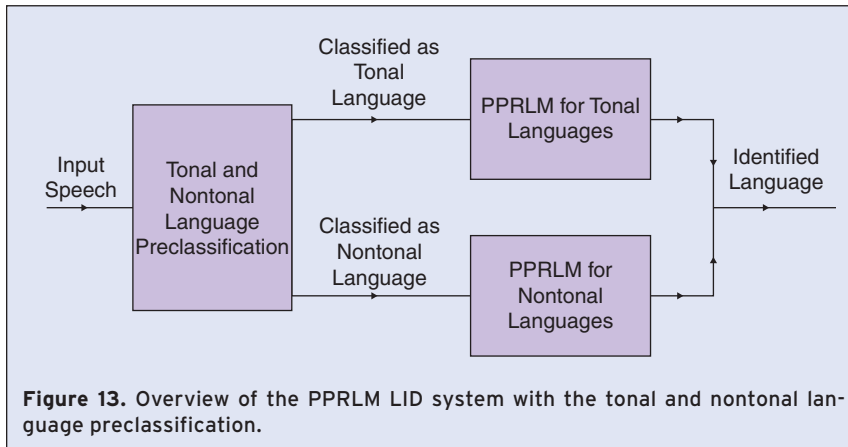 Classified as
Tonal
Language
PPRLM for Tonal
Languages
Input
Speech
Tonal and
Nontonal
Language
Preclassification
Identified
Language
Classified as
Nontonal
Language
PPRLM for
Nontonal
Languages
Figure 13. Overview of the PPRLM LID system with the tonal and nontonal lan-
guage preclassification.